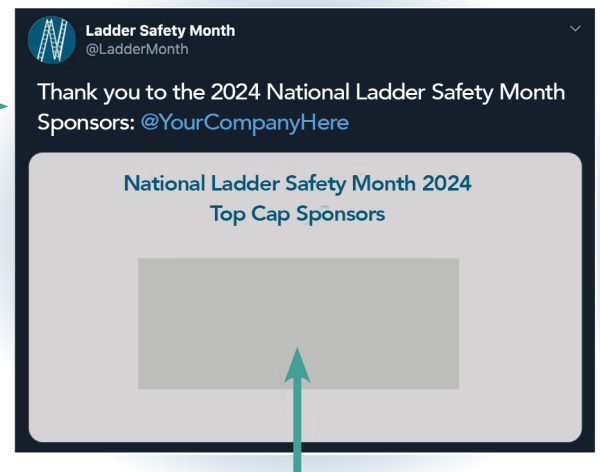 Ladder Safety Month
@LadderMonth
Thank you to the 2024 National Ladder Safety Month
Sponsors: @YourCompanyHere
National Ladder Safety Month 2024
Top Cap Sponsors